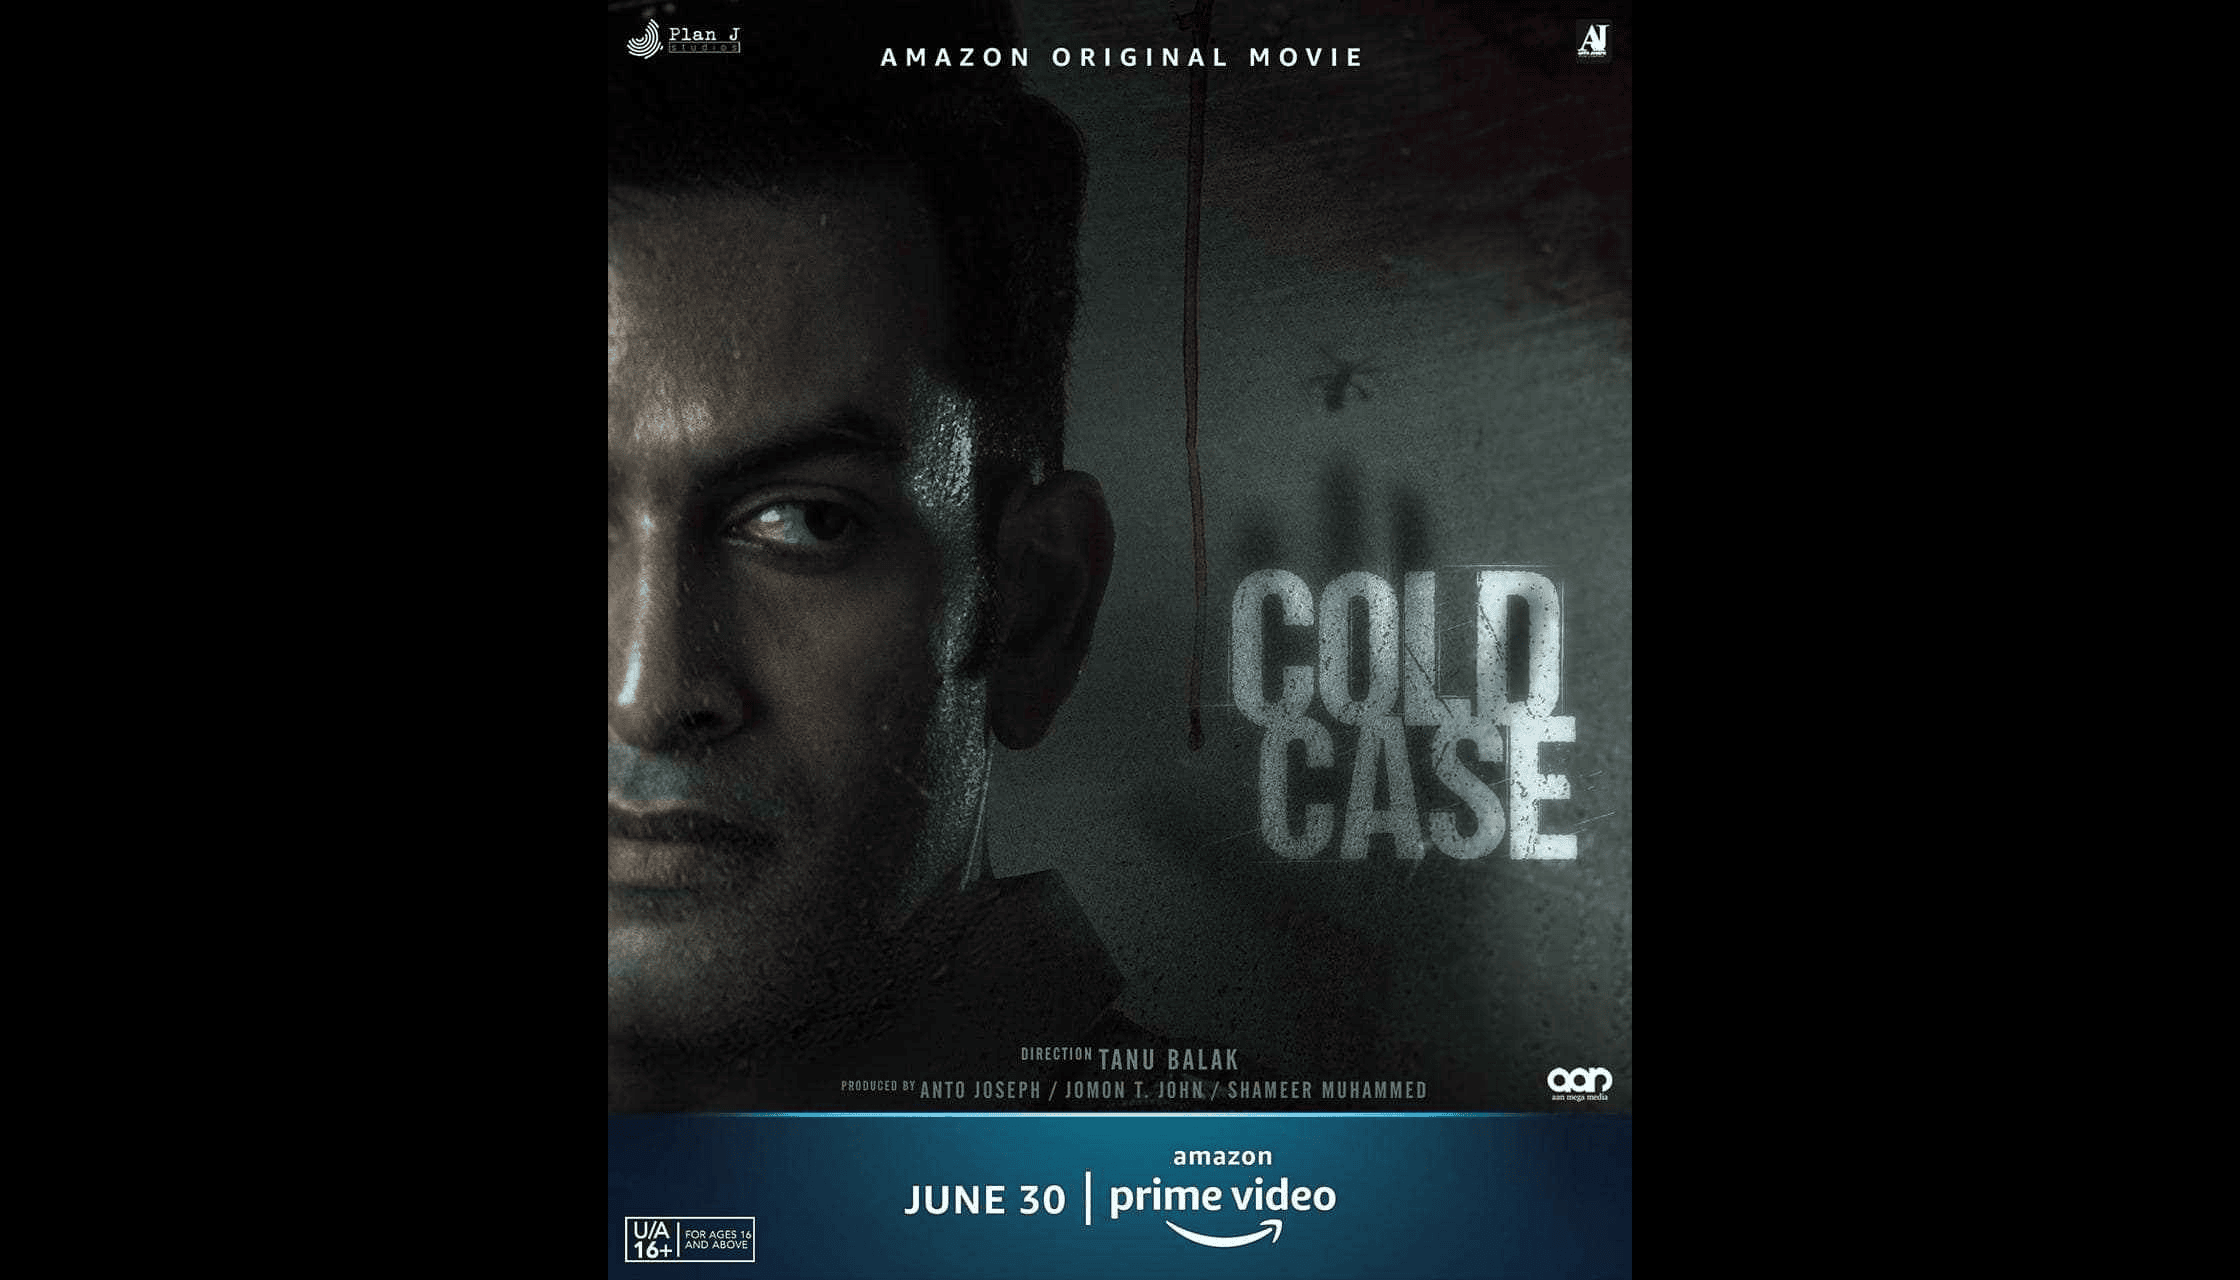 Plan J
studios
AMAZON ORIGINAL MOVIE
AJ
COLD
CASE
DIRECTION TANU BALAK
PRODUCED BY ANTO JOSEPH / JOMON T. JOHN / SHAMEER MUHAMMED
aan
aan mega media
amazon
JUNE 30 | prime video
U/A
16+
FOR AGES 16
AND ABOVE